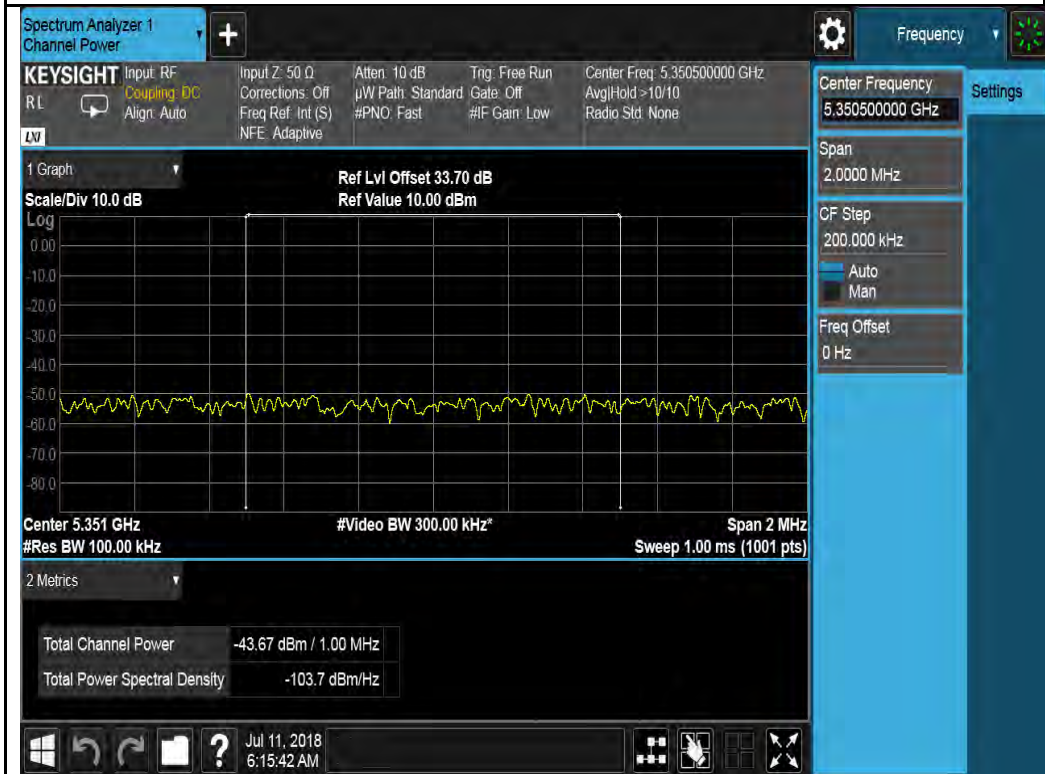 Spectrum Analyzer 1
Channel Power
+
Frequency
KEYSIGHT Input: RF
Coupling: DC
Align: Auto
R L
LXI
Input Z: 50 Ω
Corrections: Off
Freq Ref: Int (S)
NFE: Adaptive
Atten: 10 dB
µW Path: Standard
#PNO: Fast
Trig: Free Run
Gate: Off
#IF Gain: Low
Center Freq: 5.350500000 GHz
Avg|Hold:>10/10
Radio Std: None
Center Frequency
5.350500000 GHz
Settings
Span
2.0000 MHz
CF Step
200.000 kHz
Auto
Man
Freq Offset
0 Hz
1 Graph
Scale/Div 10.0 dB
Ref Lvl Offset 33.70 dB
Ref Value 10.00 dBm
Log
0.00
-10.0
-20.0
-30.0
-40.0
-50.0
-60.0
-70.0
-80.0
Center 5.351 GHz
#Video BW 300.00 kHz*
Span 2 MHz
#Res BW 100.00 kHz
Sweep 1.00 ms (1001 pts)
2 Metrics
Total Channel Power -43.67 dBm / 1.00 MHz
Total Power Spectral Density -103.7 dBm/Hz
?
Jul 11, 2018
6:15:42 AM